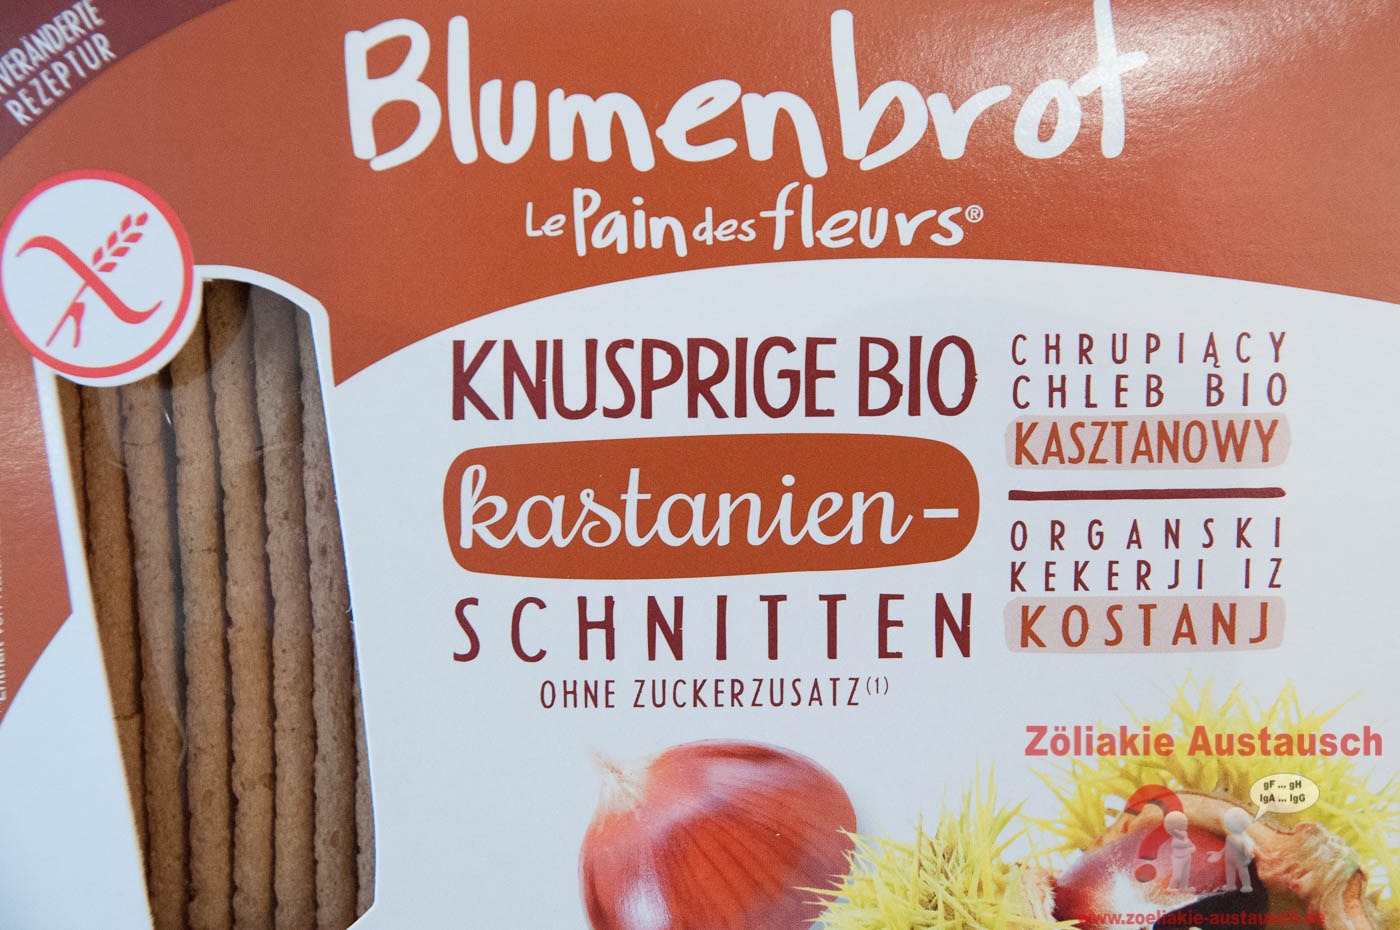 VERÄNDERTE
REZEPTUR
Blumenbrot
Le Pain des fleurs®
KNUSPRIGE BIO
kastanien-
SCHNITTEN
OHNE ZUCKERZUSATZ(1)
CHRUPIĄCY
CHLEB BIO
KASZTANOWY
ORGANSKI
KEKERJI IZ
KOSTANJ
Zöliakie Austausch
gF ... gH
IgA ... IgG
www.zoeliakie-austausch.de